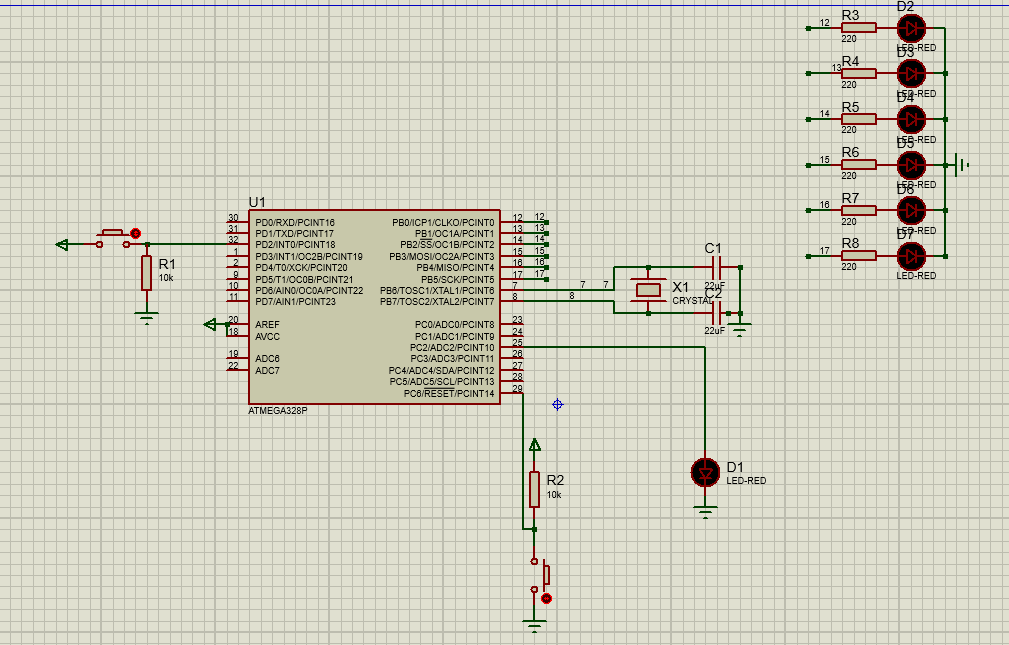 D2
R3
12
220
LED-RED
D3
R4
13
220
LED-RED
D4
R5
14
220
LED-RED
D5
R6
15
220
LED-RED
D6
R7
16
220
LED-RED
D7
R8
17
220
LED-RED
U1
30 PD0/RXD/PCINT16 PB0/ICP1/CLKO/PCINT0 12 12
31 PD1/TXD/PCINT17 PB1/OC1A/PCINT1 13 13
32 PD2/INT0/PCINT18 PB2/SS/OC1B/PCINT2 14 14
1 PD3/INT1/OC2B/PCINT19 PB3/MOSI/OC2A/PCINT3 15 15
2 PD4/T0/XCK/PCINT20 PB4/MISO/PCINT4 16 16
9 PD5/T1/OC0B/PCINT21 PB5/SCK/PCINT5 17 17
10 PD6/AIN0/OC0A/PCINT22 PB6/TOSC1/XTAL1/PCINT6 7 7 7
11 PD7/AIN1/PCINT23 PB7/TOSC2/XTAL2/PCINT7 8 8
20 AREF PC0/ADC0/PCINT8 23
18 AVCC PC1/ADC1/PCINT9 24
PC2/ADC2/PCINT10 25
19 ADC6 PC3/ADC3/PCINT11 26
22 ADC7 PC4/ADC4/SDA/PCINT12 27
PC5/ADC5/SCL/PCINT13 28
PC6/RESET/PCINT14 29
ATMEGA328P
R1
10k
C1
22uF
X1
CRYSTAL
C2
22uF
R2
10k
D1
LED-RED